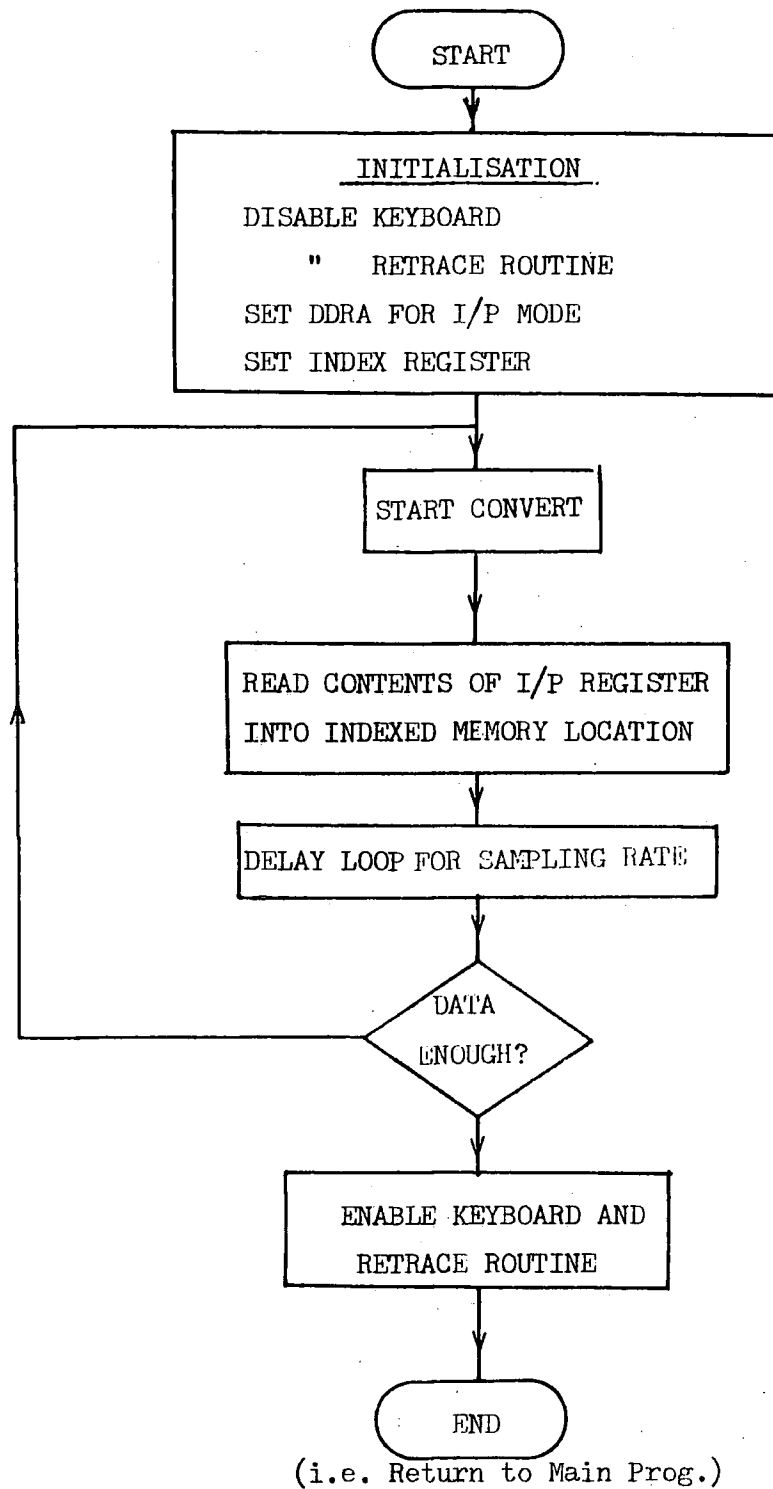 START
INITIALISATION
DISABLE KEYBOARD
" RETRACE ROUTINE
SET DDRA FOR I/P MODE
SET INDEX REGISTER
START CONVERT
READ CONTENTS OF I/P REGISTER
INTO INDEXED MEMORY LOCATION
DELAY LOOP FOR SAMPLING RATE
DATA
ENOUGH?
ENABLE KEYBOARD AND
RETRACE ROUTINE
END
(i.e. Return to Main Prog.)